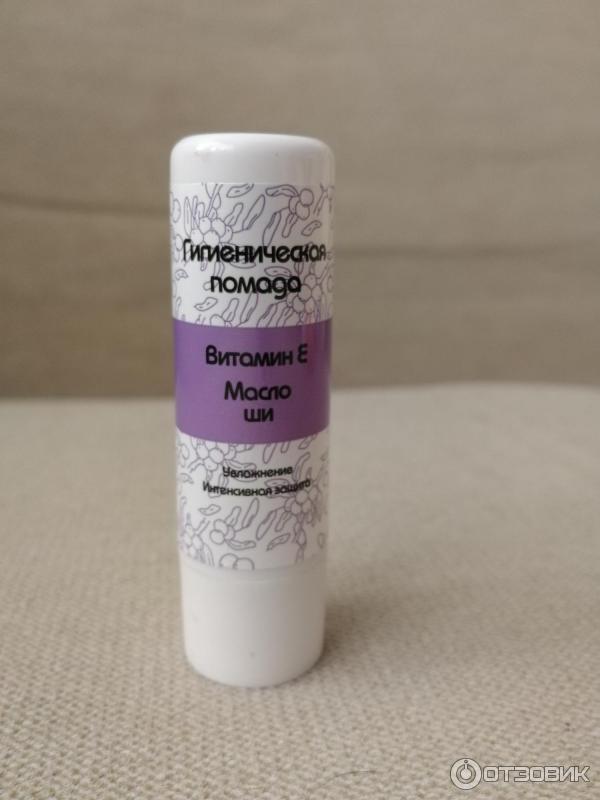 Гигиеническая
помада
Витамин Е
Масло
ши
Увлажнение
Интенсивная защита
ОТЗОВИК